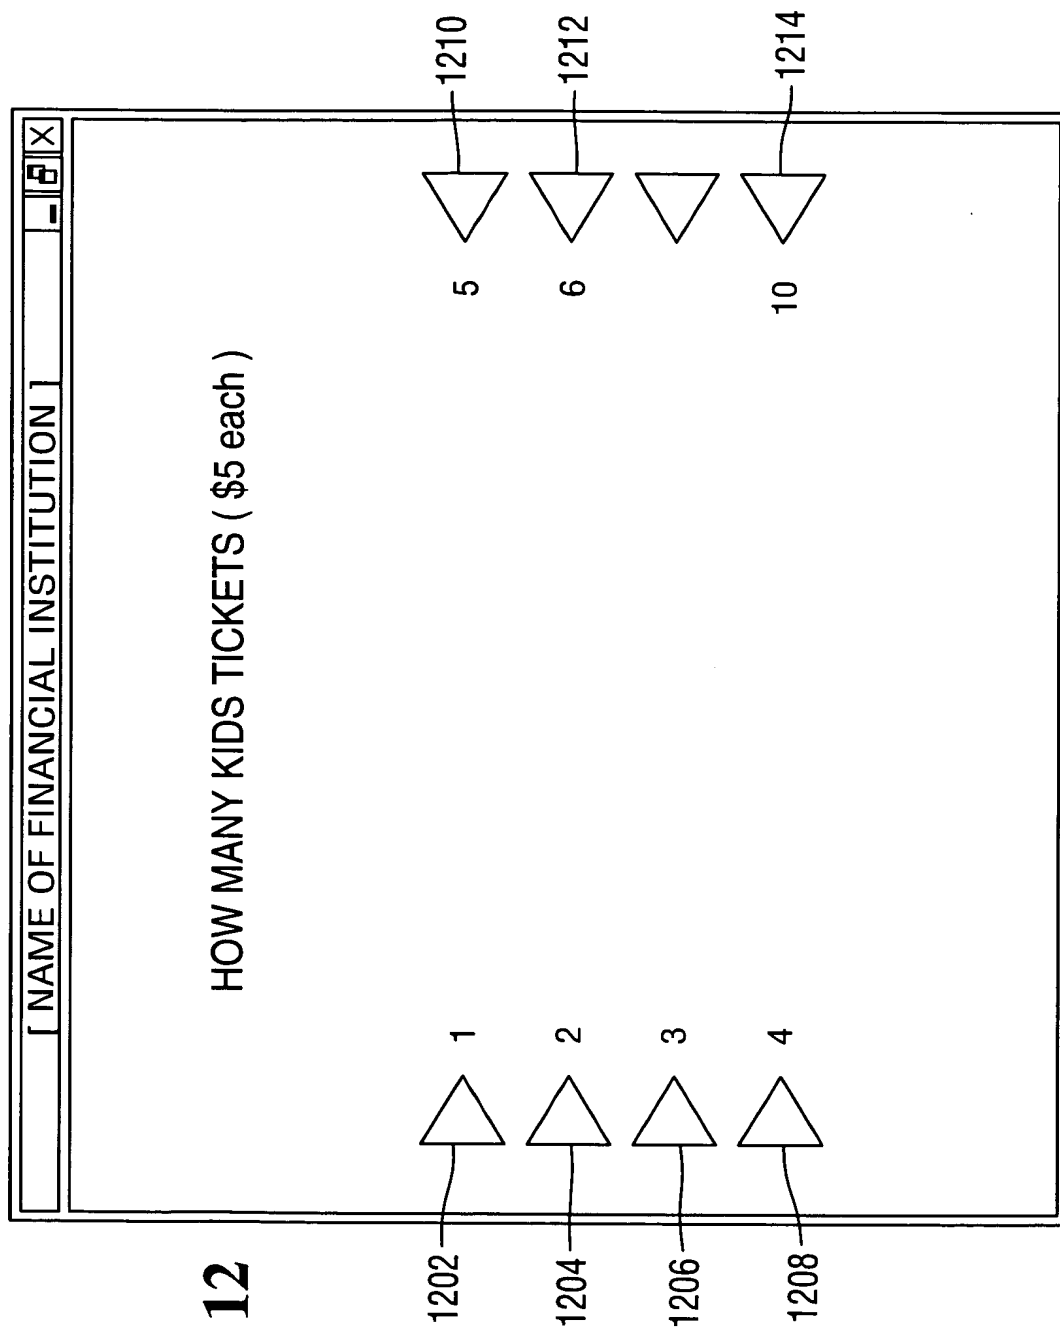 [ NAME OF FINANCIAL INSTITUTION ] _ X
12
HOW MANY KIDS TICKETS ( $5 each )
1202 1 5 1210
1204 2 6 1212
1206 3
1208 4 10 1214